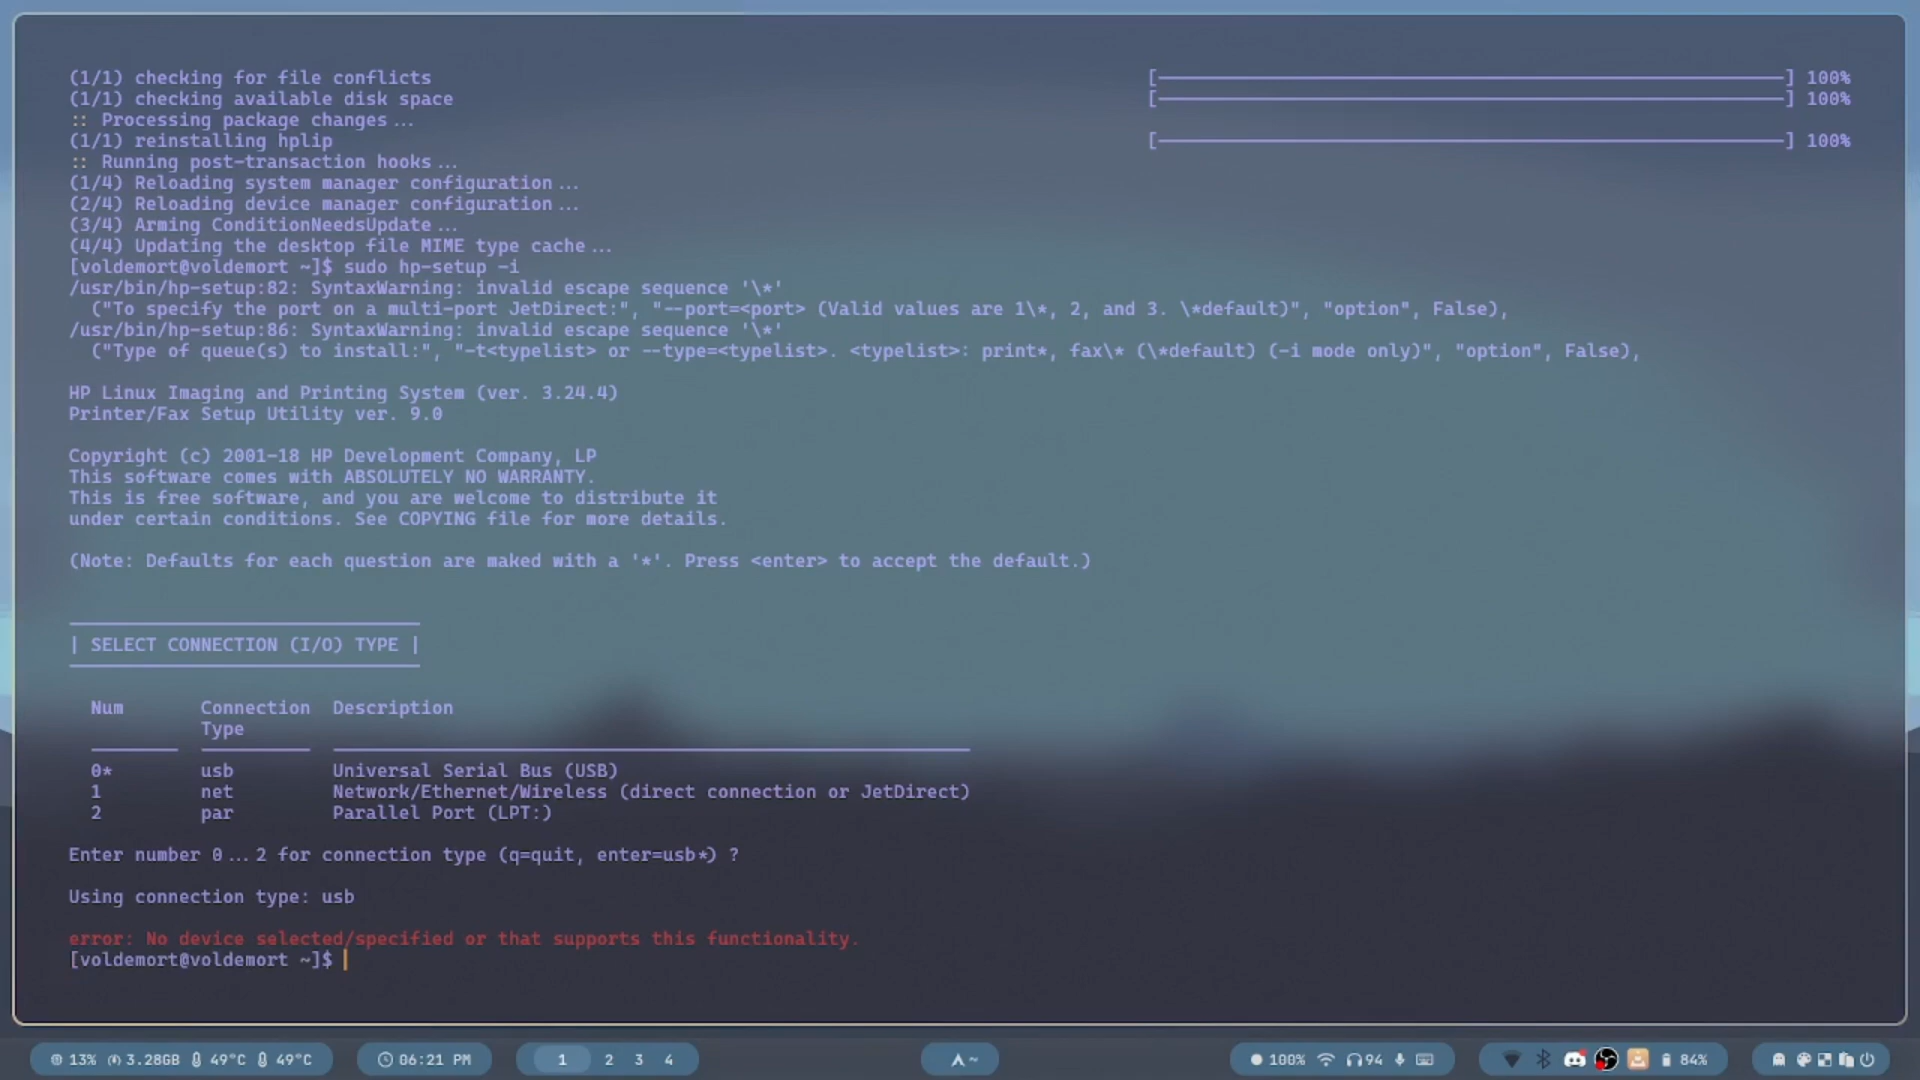 (1/1) checking for file conflicts [————————] 100%
(1/1) checking available disk space [————————] 100%
:: Processing package changes...
(1/1) reinstalling hplip [————————] 100%
:: Running post-transaction hooks...
(1/4) Reloading system manager configuration...
(2/4) Reloading device manager configuration...
(3/4) Arming ConditionNeedsUpdate...
(4/4) Updating the desktop file MIME type cache...
[voldemort@voldemort ~]$ sudo hp-setup -i
/usr/bin/hp-setup:82: SyntaxWarning: invalid escape sequence '\*'
("To specify the port on a multi-port JetDirect:", "--port=<port> (Valid values are 1\*, 2, and 3. \*default)", "option", False),
/usr/bin/hp-setup:86: SyntaxWarning: invalid escape sequence '\*'
("Type of queue(s) to install:", "-t<typelist> or --type=<typelist>. <typelist>: print*, fax\* (\*default) (-i mode only)", "option", False),
HP Linux Imaging and Printing System (ver. 3.24.4)
Printer/Fax Setup Utility ver. 9.0
Copyright (c) 2001-18 HP Development Company, LP
This software comes with ABSOLUTELY NO WARRANTY.
This is free software, and you are welcome to distribute it
under certain conditions. See COPYING file for more details.
(Note: Defaults for each question are maked with a '*'. Press <enter> to accept the default.)
| SELECT CONNECTION (I/O) TYPE |
Num Connection Description
Type
0* usb Universal Serial Bus (USB)
1 net Network/Ethernet/Wireless (direct connection or JetDirect)
2 par Parallel Port (LPT:)
Enter number 0...2 for connection type (q=quit, enter=usb*) ?
Using connection type: usb
error: No device selected/specified or that supports this functionality.
[voldemort@voldemort ~]$
13% 3.28GB 49°C 49°C 06:21 PM 1 2 3 4 ~ 100% 94 84%